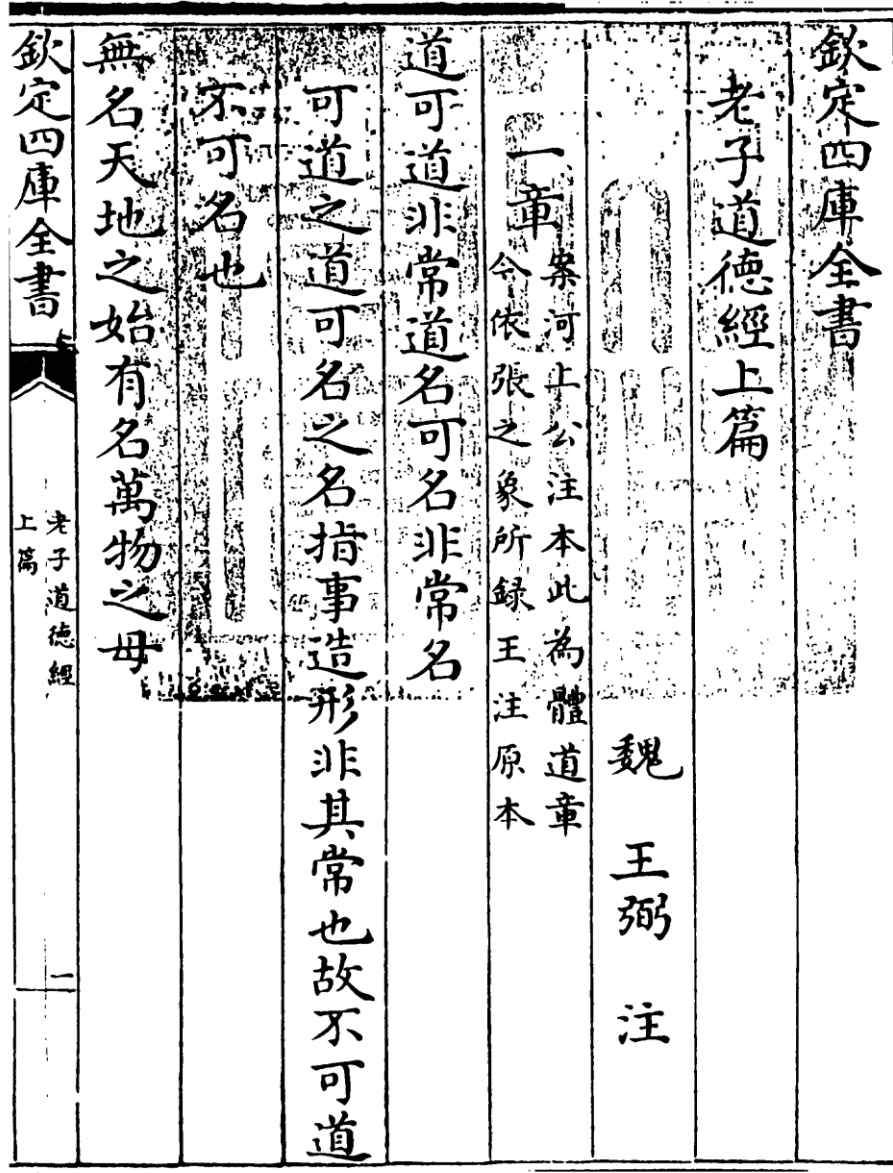 欽定四庫全書
老子道德經上篇
魏 王弼 注
一章 案河上公注本此為體道章
今依張之象所録王注原本
道可道非常道名可名非常名
可道之道可名之名指事造形非其常也故不可道
不可名也
無名天地之始有名萬物之母
欽定四庫全書
老子道德經
上篇
一